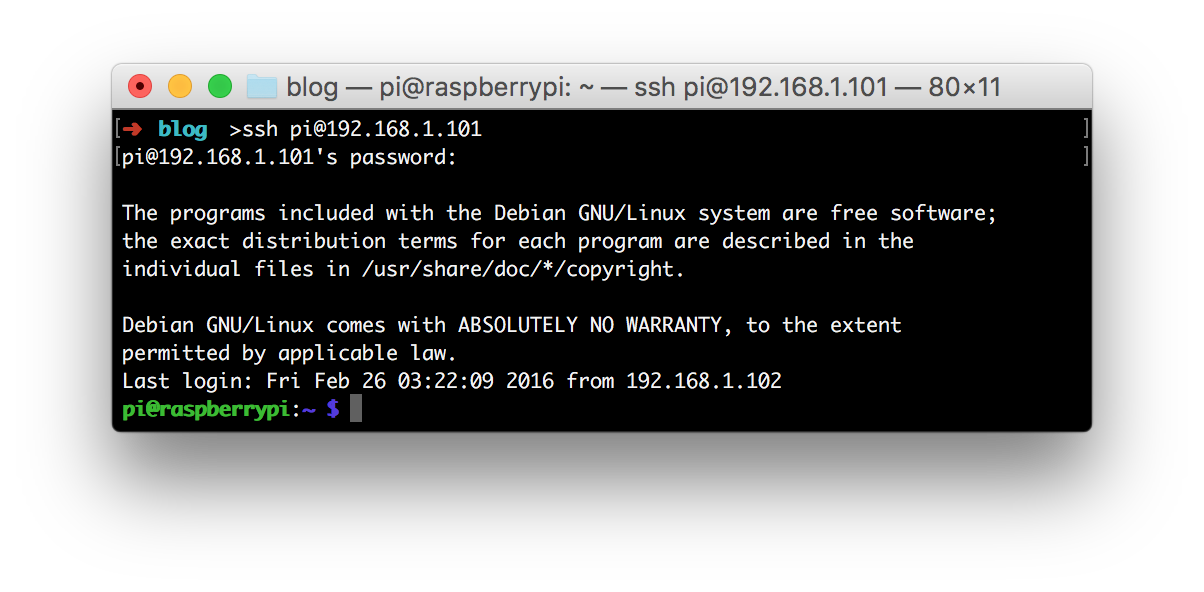 blog — pi@raspberrypi: ~ — ssh pi@192.168.1.101 — 80×11
[➜ blog >ssh pi@192.168.1.101 ]
[pi@192.168.1.101's password: ]
The programs included with the Debian GNU/Linux system are free software;
the exact distribution terms for each program are described in the
individual files in /usr/share/doc/*/copyright.
Debian GNU/Linux comes with ABSOLUTELY NO WARRANTY, to the extent
permitted by applicable law.
Last login: Fri Feb 26 03:22:09 2016 from 192.168.1.102
pi@raspberrypi:~ $